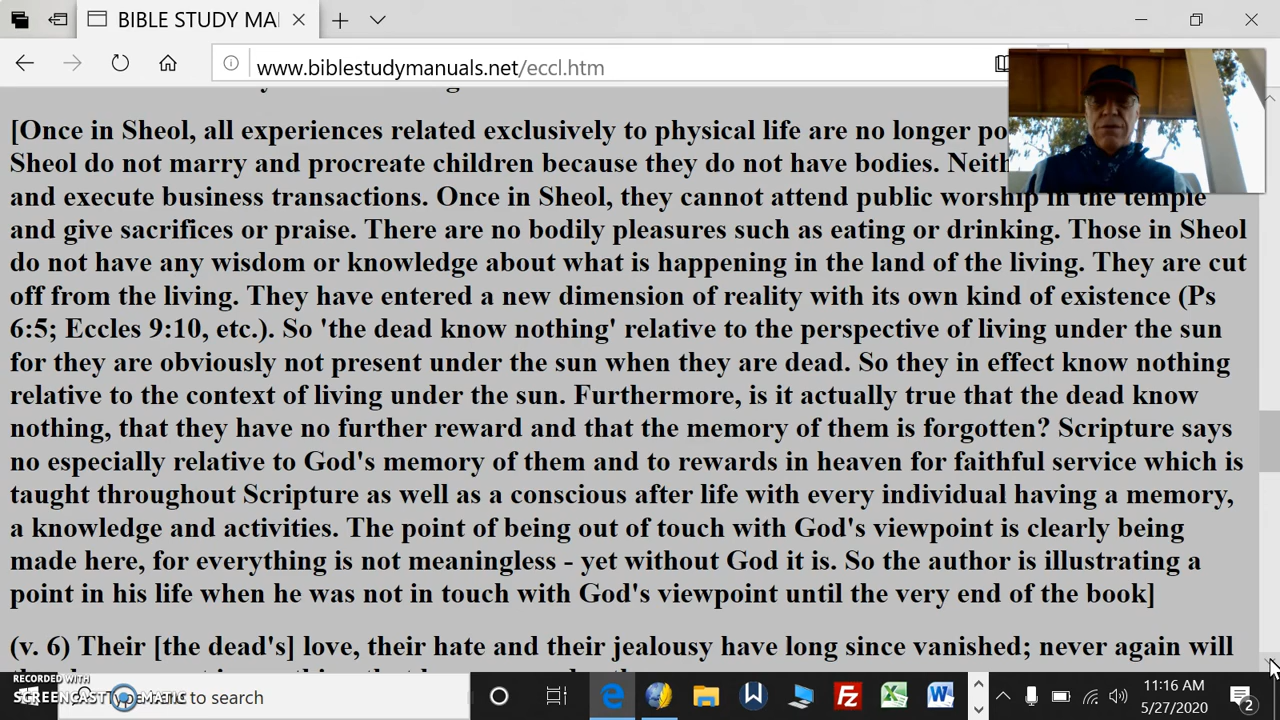 BIBLE STUDY MA
www.biblestudymanuals.net/eccl.htm
[Once in Sheol, all experiences related exclusively to physical life are no longer
Sheol do not marry and procreate children because they do not have bodies.
and execute business transactions. Once in Sheol, they cannot attend public worship in the temple
and give sacrifices or praise. There are no bodily pleasures such as eating or drinking. Those in Sheol
do not have any wisdom or knowledge about what is happening in the land of the living. They are cut
off from the living. They have entered a new dimension of reality with its own kind of existence (Ps
6:5; Eccles 9:10, etc.). So 'the dead know nothing' relative to the perspective of living under the sun
for they are obviously not present under the sun when they are dead. So they in effect know nothing
relative to the context of living under the sun. Furthermore, is it actually true that the dead know
nothing, that they have no further reward and that the memory of them is forgotten? Scripture says
no especially relative to God's memory of them and to rewards in heaven for faithful service which is
taught throughout Scripture as well as a conscious after life with every individual having a memory,
a knowledge and activities. The point of being out of touch with God's viewpoint is clearly being
made here, for everything is not meaningless - yet without God it is. So the author is illustrating a
point in his life when he was not in touch with God's viewpoint until the very end of the book]
(v. 6) Their [the dead's] love, their hate and their jealousy have long since vanished; never again will
RECORDED WITH
SCREENCAST-O-MATIC
Type here to search
11:16 AM
5/27/2020
2